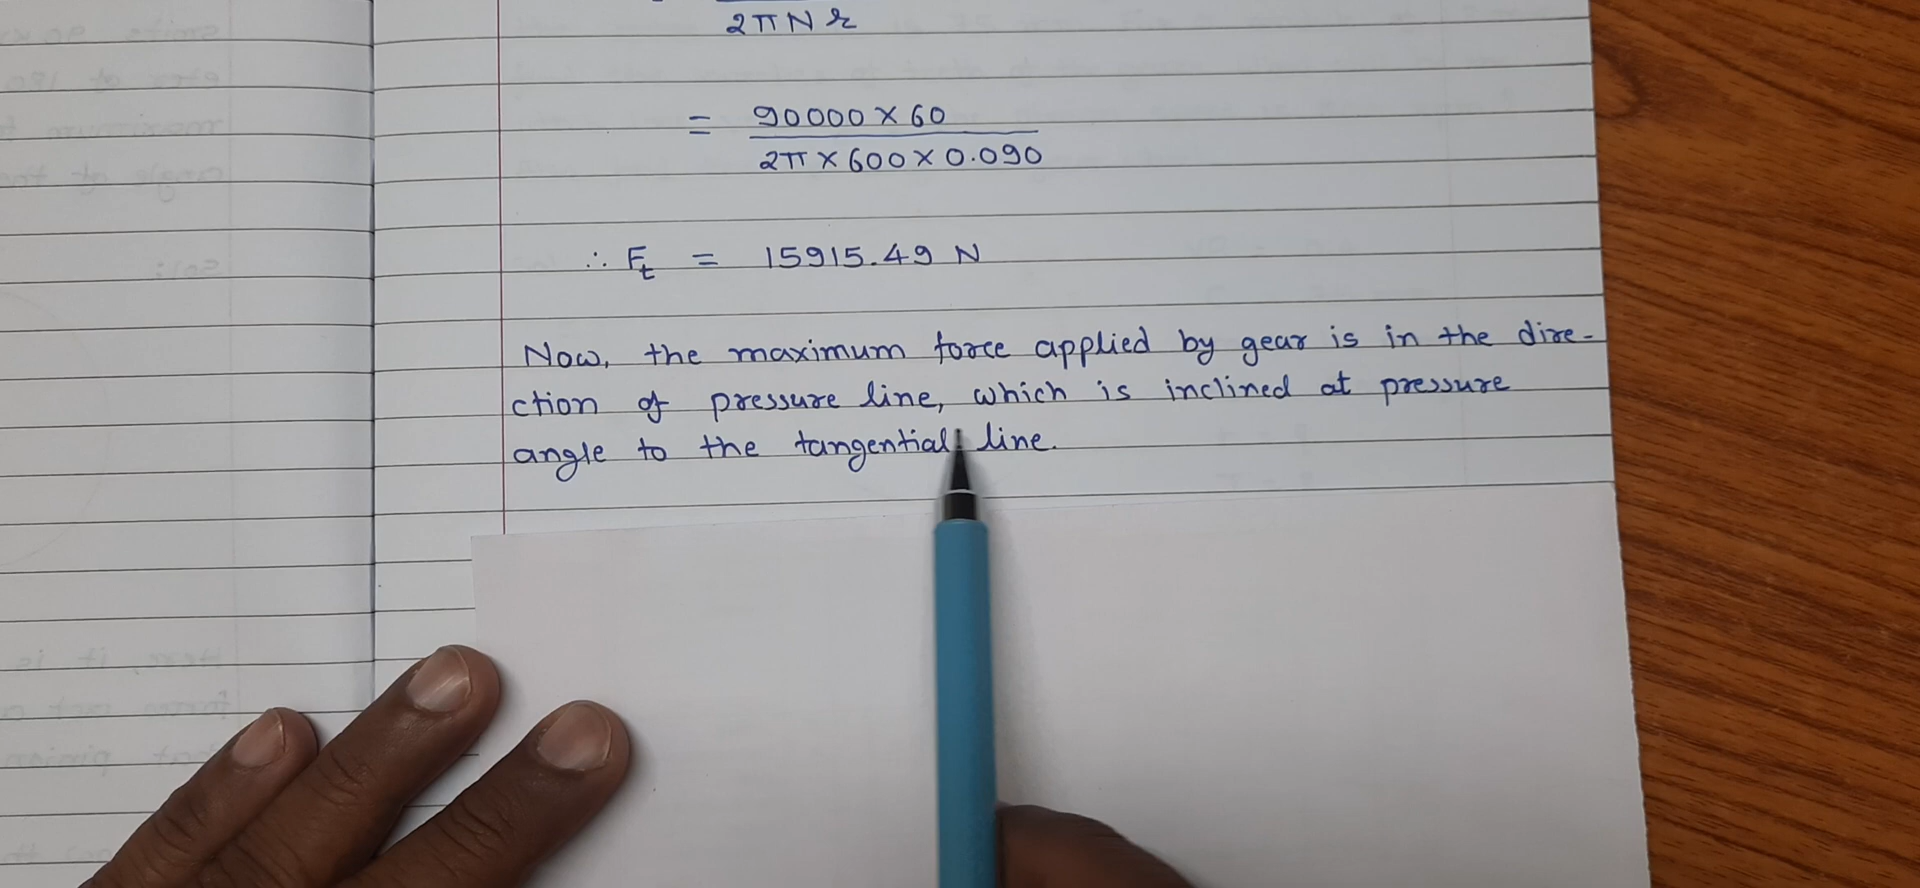 2πNr
= 90000 × 60
2π × 600 × 0.090
∴ Ft = 15915.49 N
Now, the maximum force applied by gear is in the dire-
ction of pressure line, which is inclined at pressure
angle to the tangential line.